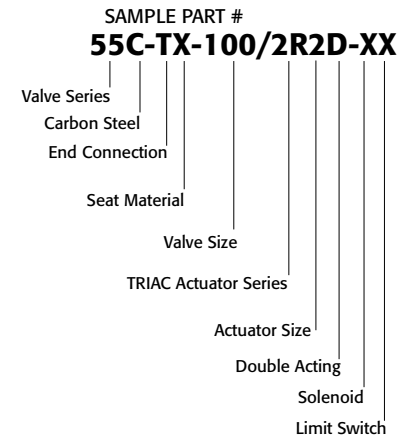 SAMPLE PART #
55C-TX-100/2R2D-XX
Valve Series
Carbon Steel
End Connection
Seat Material
Valve Size
TRIAC Actuator Series
Actuator Size
Double Acting
Solenoid
Limit Switch